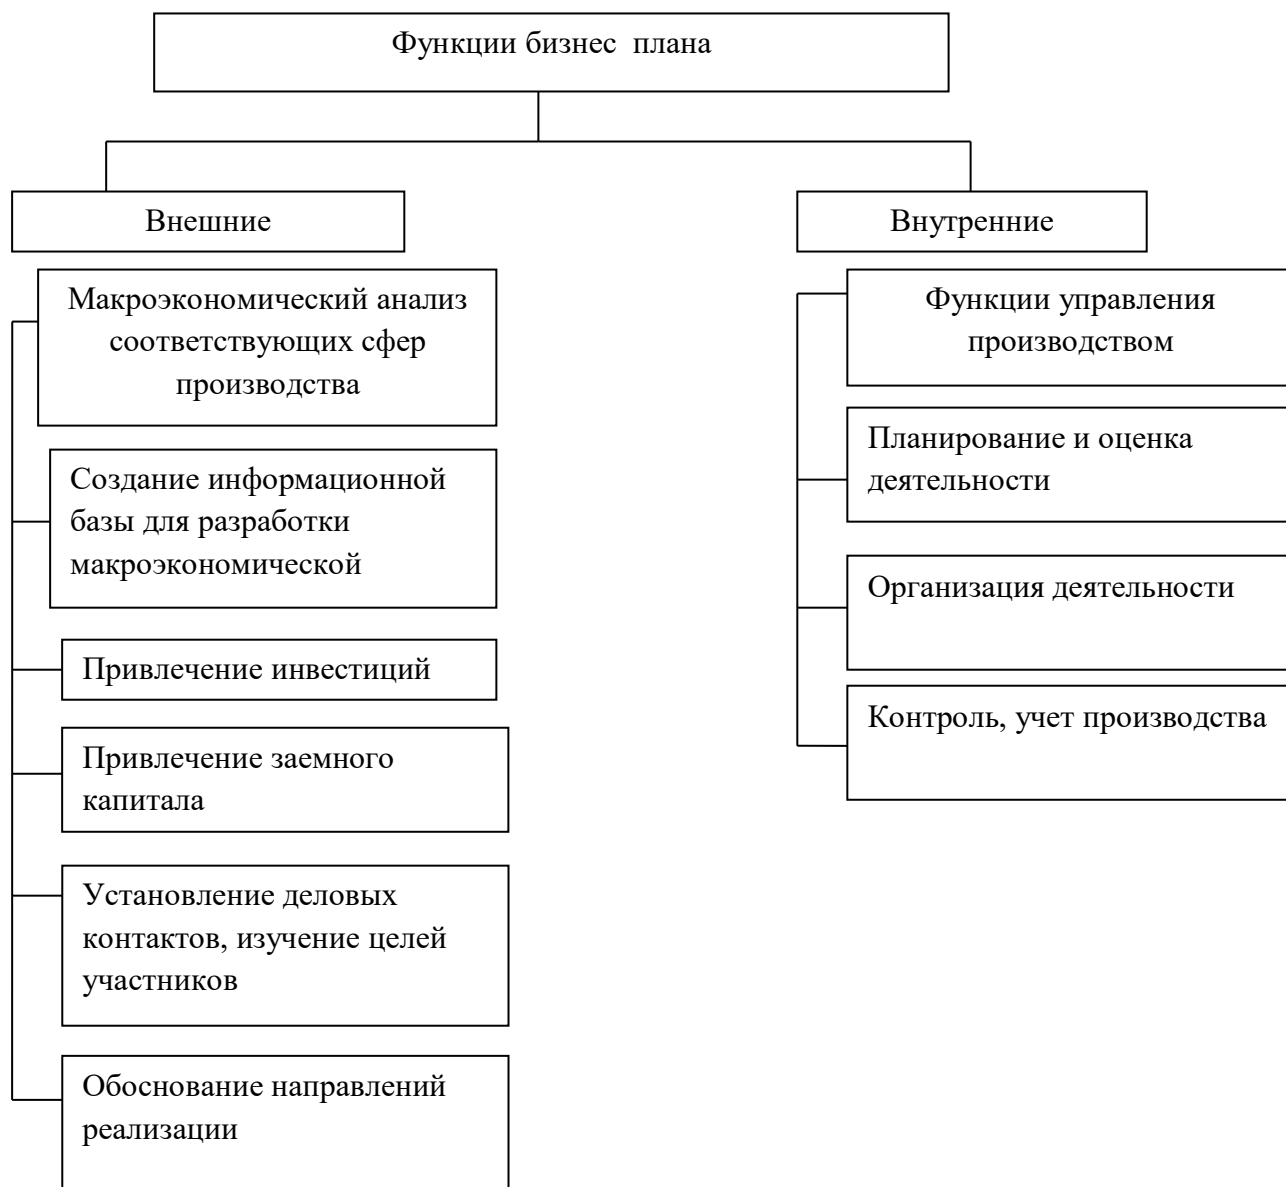 Функции бизнес  плана
Внешние
Макроэкономический анализ
соответствующих сфер
производства
Создание информационной
базы для разработки
макроэкономической
Привлечение инвестиций
Привлечение заемного
капитала
Установление деловых
контактов, изучение целей
участников
Обоснование направлений
реализации
Внутренние
Функции управления
производством
Планирование и оценка
деятельности
Организация деятельности
Контроль, учет производства